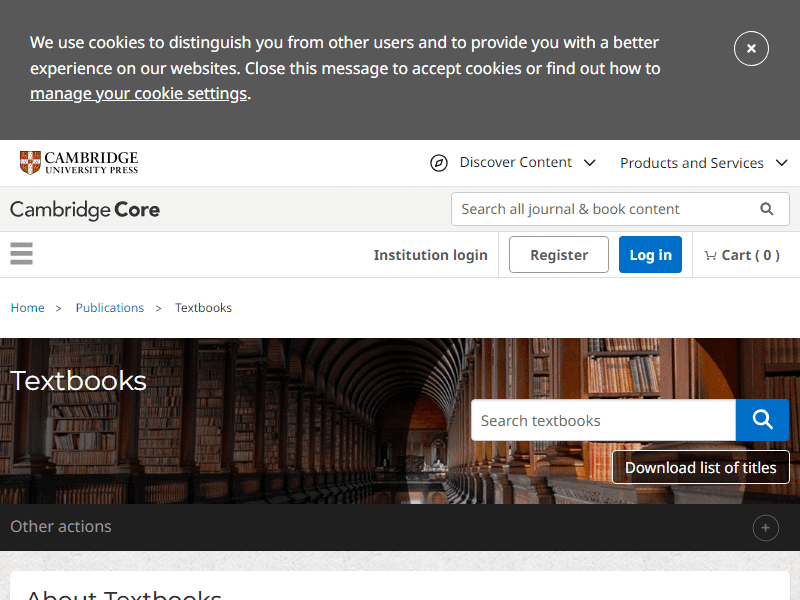 We use cookies to distinguish you from other users and to provide you with a better
experience on our websites. Close this message to accept cookies or find out how to
manage your cookie settings.
CAMBRIDGE
UNIVERSITY PRESS
Discover Content
Products and Services
Cambridge Core
Search all journal & book content
Institution login
Register
Log in
Cart ( 0 )
Home > Publications > Textbooks
Textbooks
Search textbooks
Download list of titles
Other actions
About Textbooks